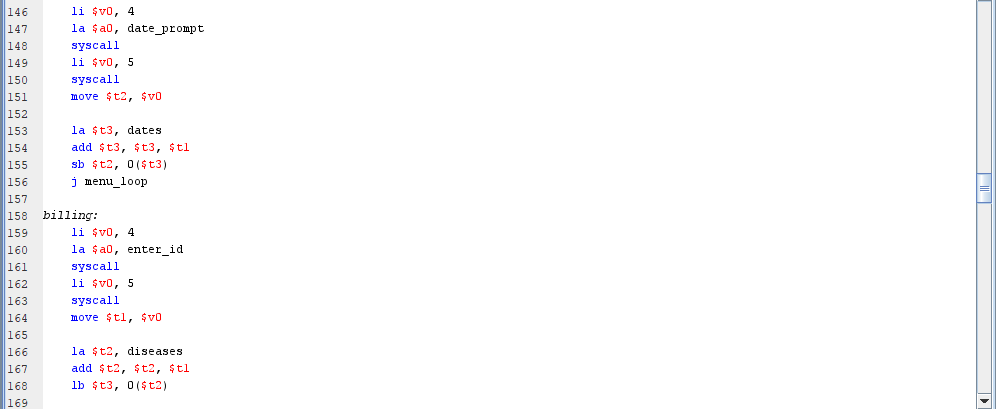 146 li $v0, 4
147 la $a0, date_prompt
148 syscall
149 li $v0, 5
150 syscall
151 move $t2, $v0
152
153 la $t3, dates
154 add $t3, $t3, $t1
155 sb $t2, 0($t3)
156 j menu_loop
157
158 billing:
159 li $v0, 4
160 la $a0, enter_id
161 syscall
162 li $v0, 5
163 syscall
164 move $t1, $v0
165
166 la $t2, diseases
167 add $t2, $t2, $t1
168 lb $t3, 0($t2)
169